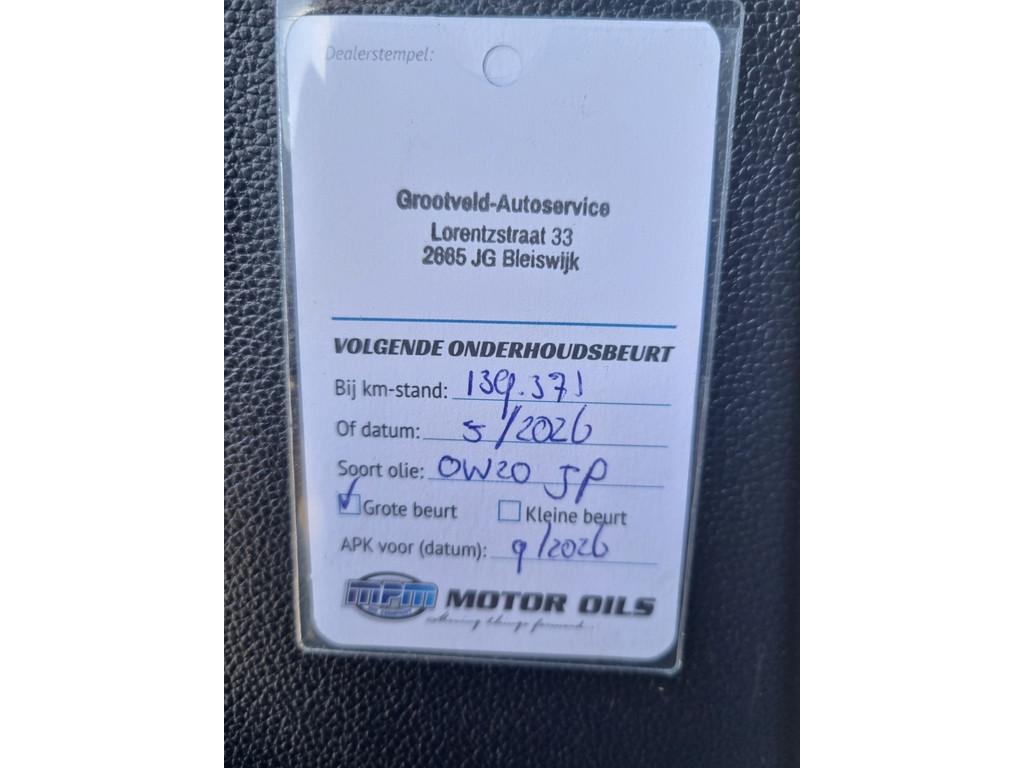 Dealerstempel:
Grootveld-Autoservice
Lorentzstraat 33
2665 JG Bleiswijk
VOLGENDE ONDERHOUDSBEURT
Bij km-stand: 139.371
Of datum: 5/2026
Soort olie: 0W20 JP
Grote beurt Kleine beurt
APK voor (datum): 9/2026
mpm MOTOR OILS